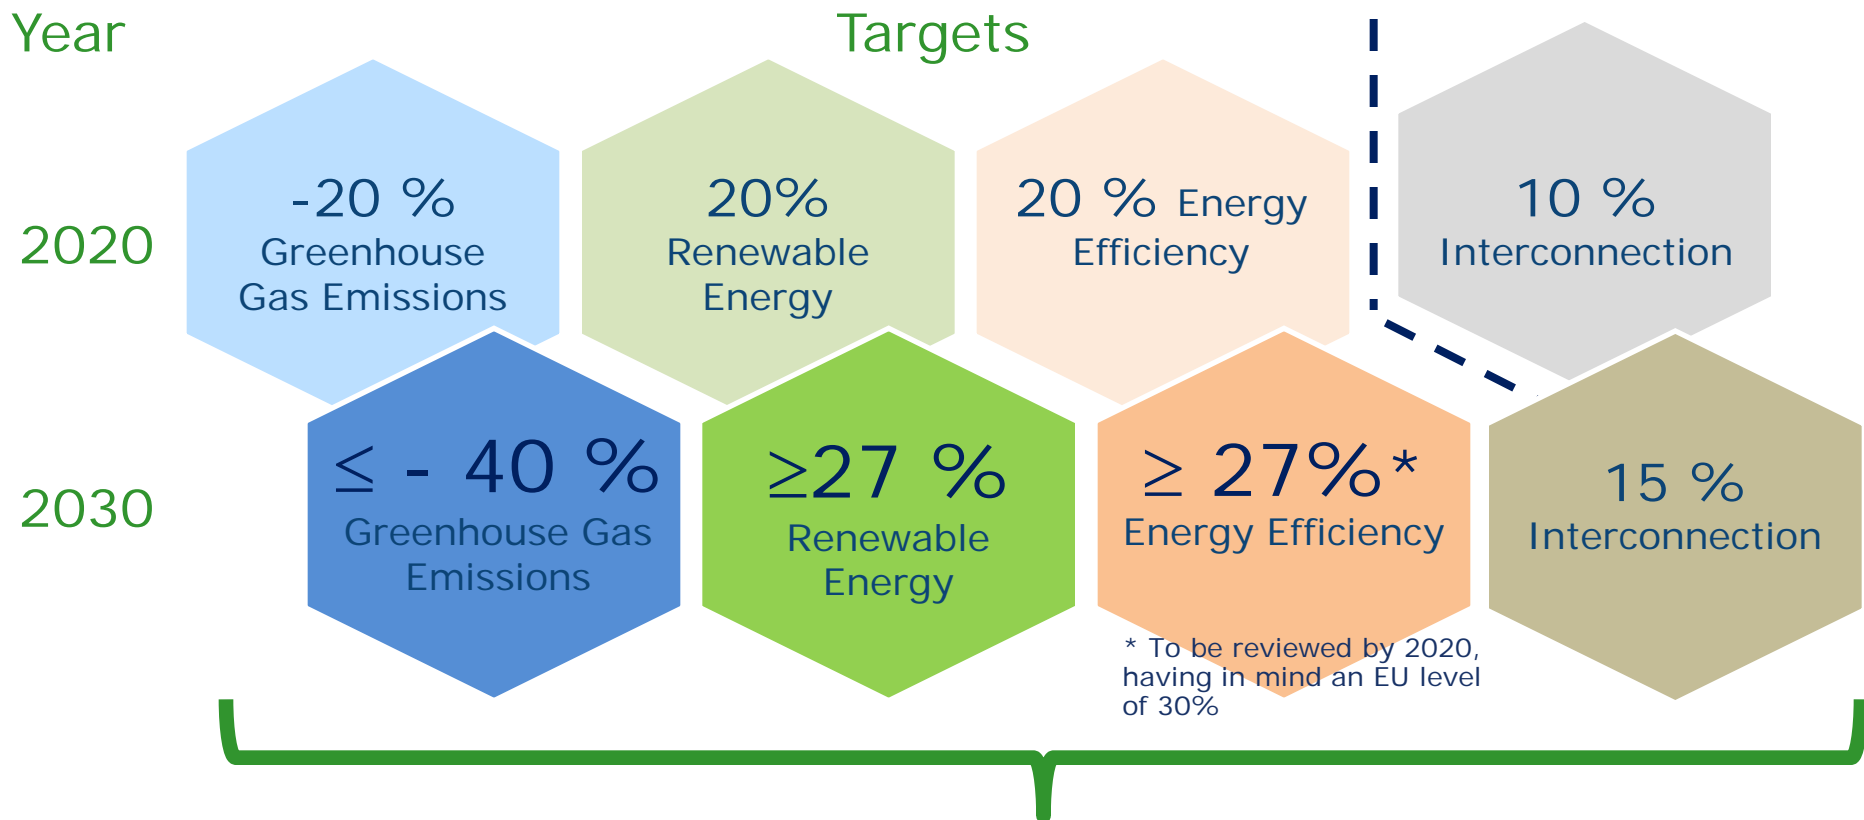 Year
Targets
2020
-20 %
Greenhouse
Gas Emissions
20%
Renewable
Energy
20 % Energy
Efficiency
10 %
Interconnection
2030
≤ - 40 %
Greenhouse Gas
Emissions
≥27 %
Renewable
Energy
≥ 27%*
Energy Efficiency
* To be reviewed by 2020,
having in mind an EU level
of 30%
15 %
Interconnection